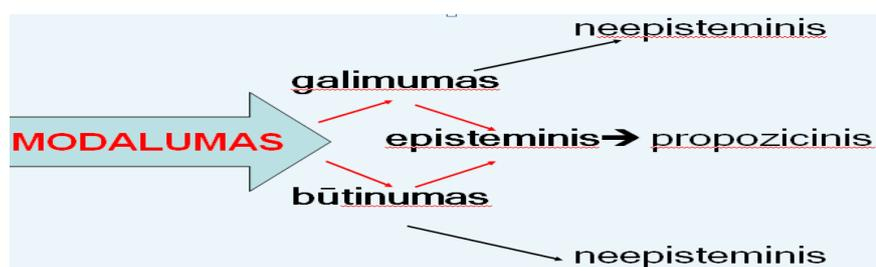 neepisteminis
galimumas
MODALUMAS
episteminis➔ propozicinis
būtinumas
neepisteminis